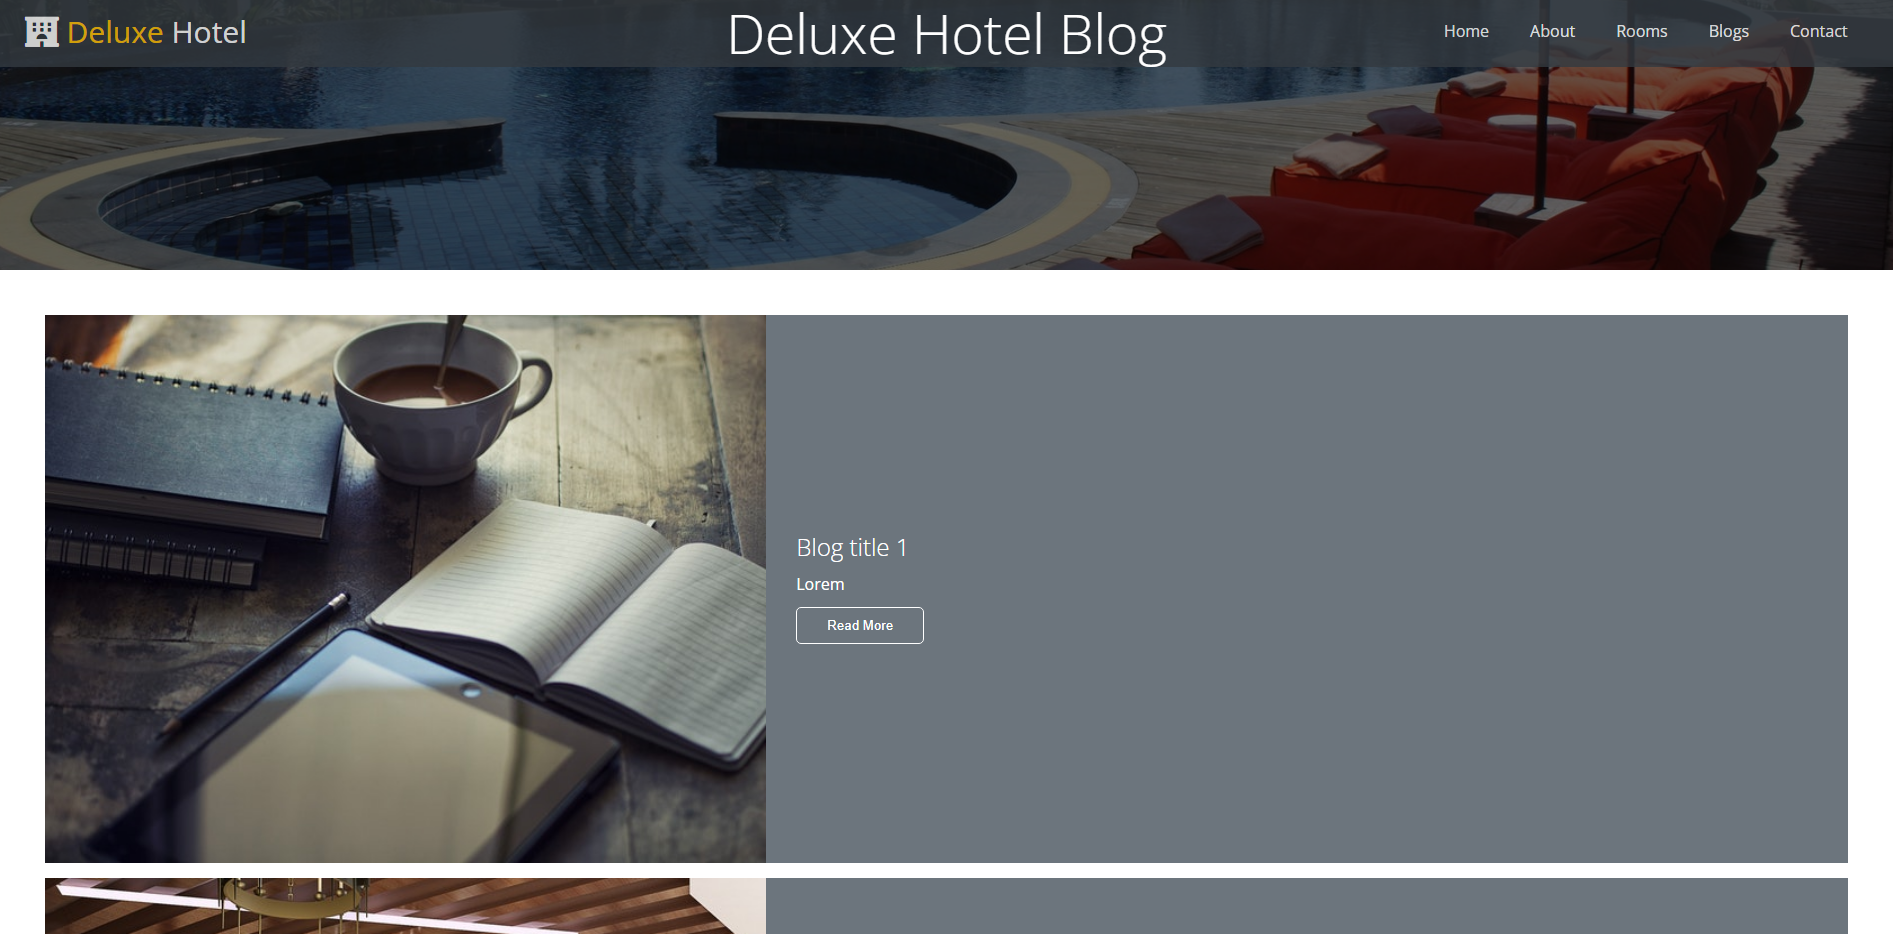 Deluxe Hotel
Deluxe Hotel Blog
Home About Rooms Blogs Contact
Blog title 1
Lorem
Read More